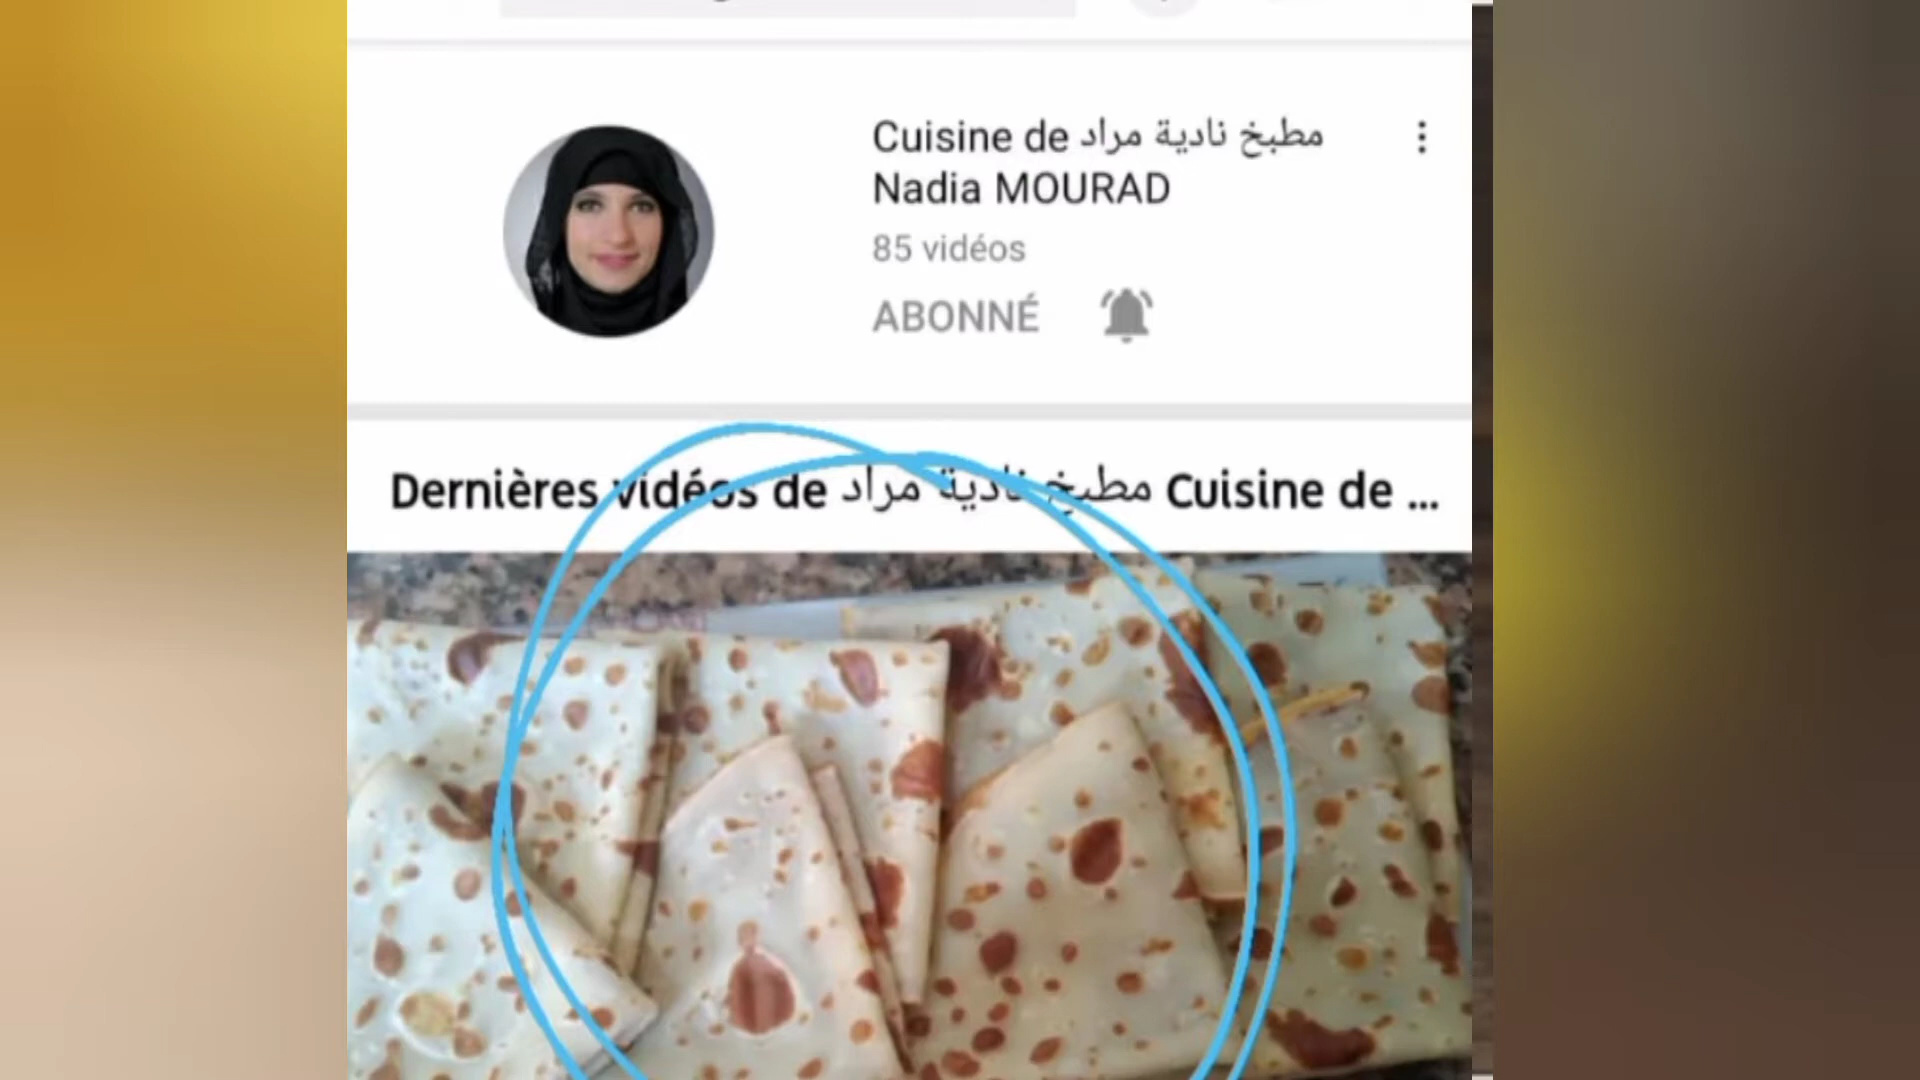 Cuisine de مطبخ نادية مراد
Nadia MOURAD
85 vidéos
ABONNÉ
Dernières vidéos de مطبخ نادية مراد Cuisine de ...